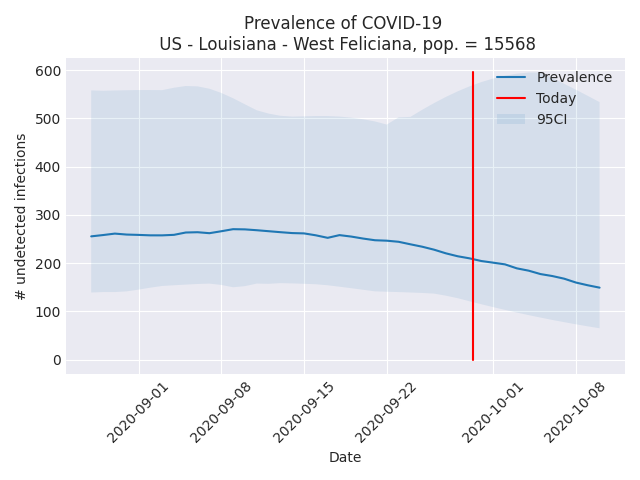 Prevalence of COVID-19
US - Louisiana - West Feliciana, pop. = 15568
600
500
400
300
200
100
0
# undetected infections
Prevalence
Today
95CI
2020-09-01
2020-09-08
2020-09-15
2020-09-22
2020-10-01
2020-10-08
Date